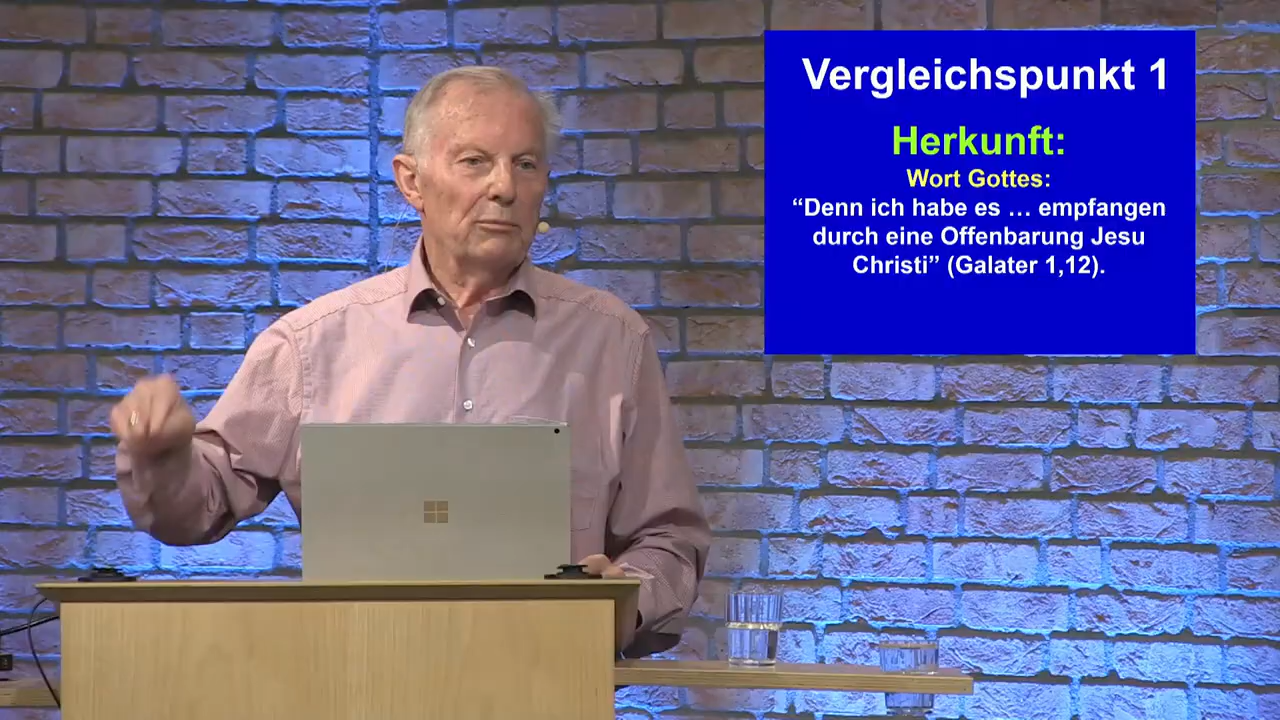 Vergleichspunkt 1
Herkunft:
Wort Gottes:
“Denn ich habe es … empfangen
durch eine Offenbarung Jesu
Christi” (Galater 1,12).